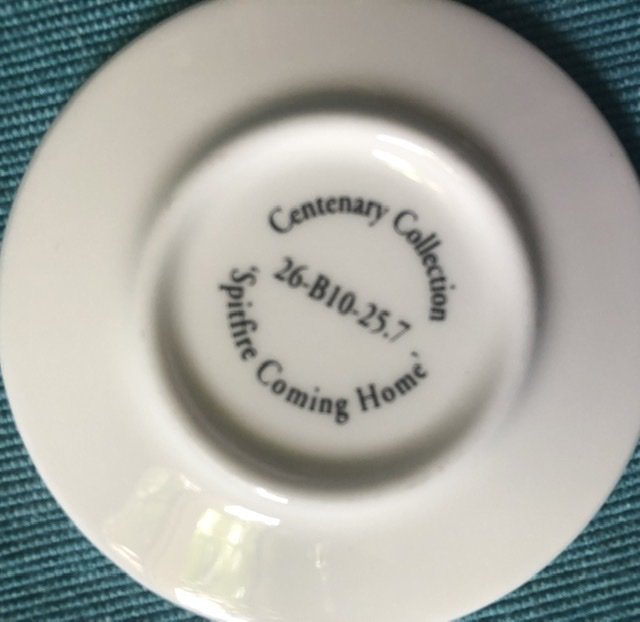 Centenary Collection
26-B10-25.7
'Spitfire Coming Home'